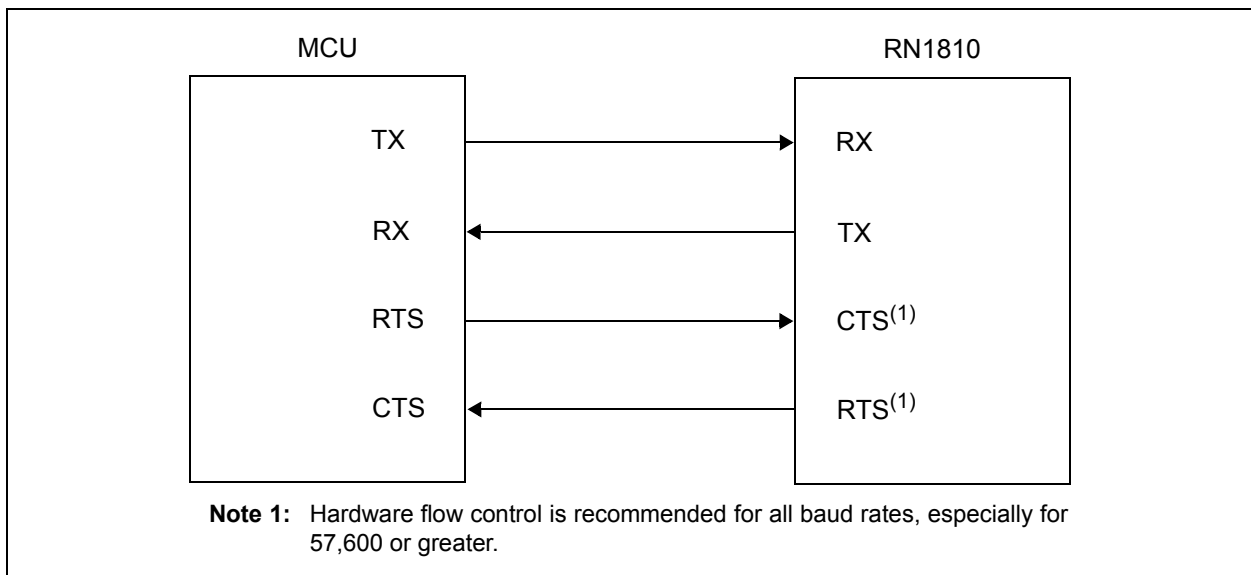 MCU
RN1810
TX
RX
RX
TX
RTS
CTS(1)
CTS
RTS(1)
Note 1: Hardware flow control is recommended for all baud rates, especially for
57,600 or greater.